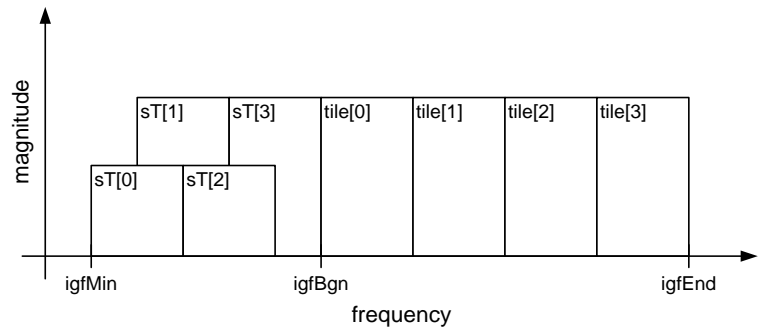 magnitude
sT[1] sT[3] tile[0] tile[1] tile[2] tile[3]
sT[0] sT[2]
igfMin igfBgn igfEnd
frequency